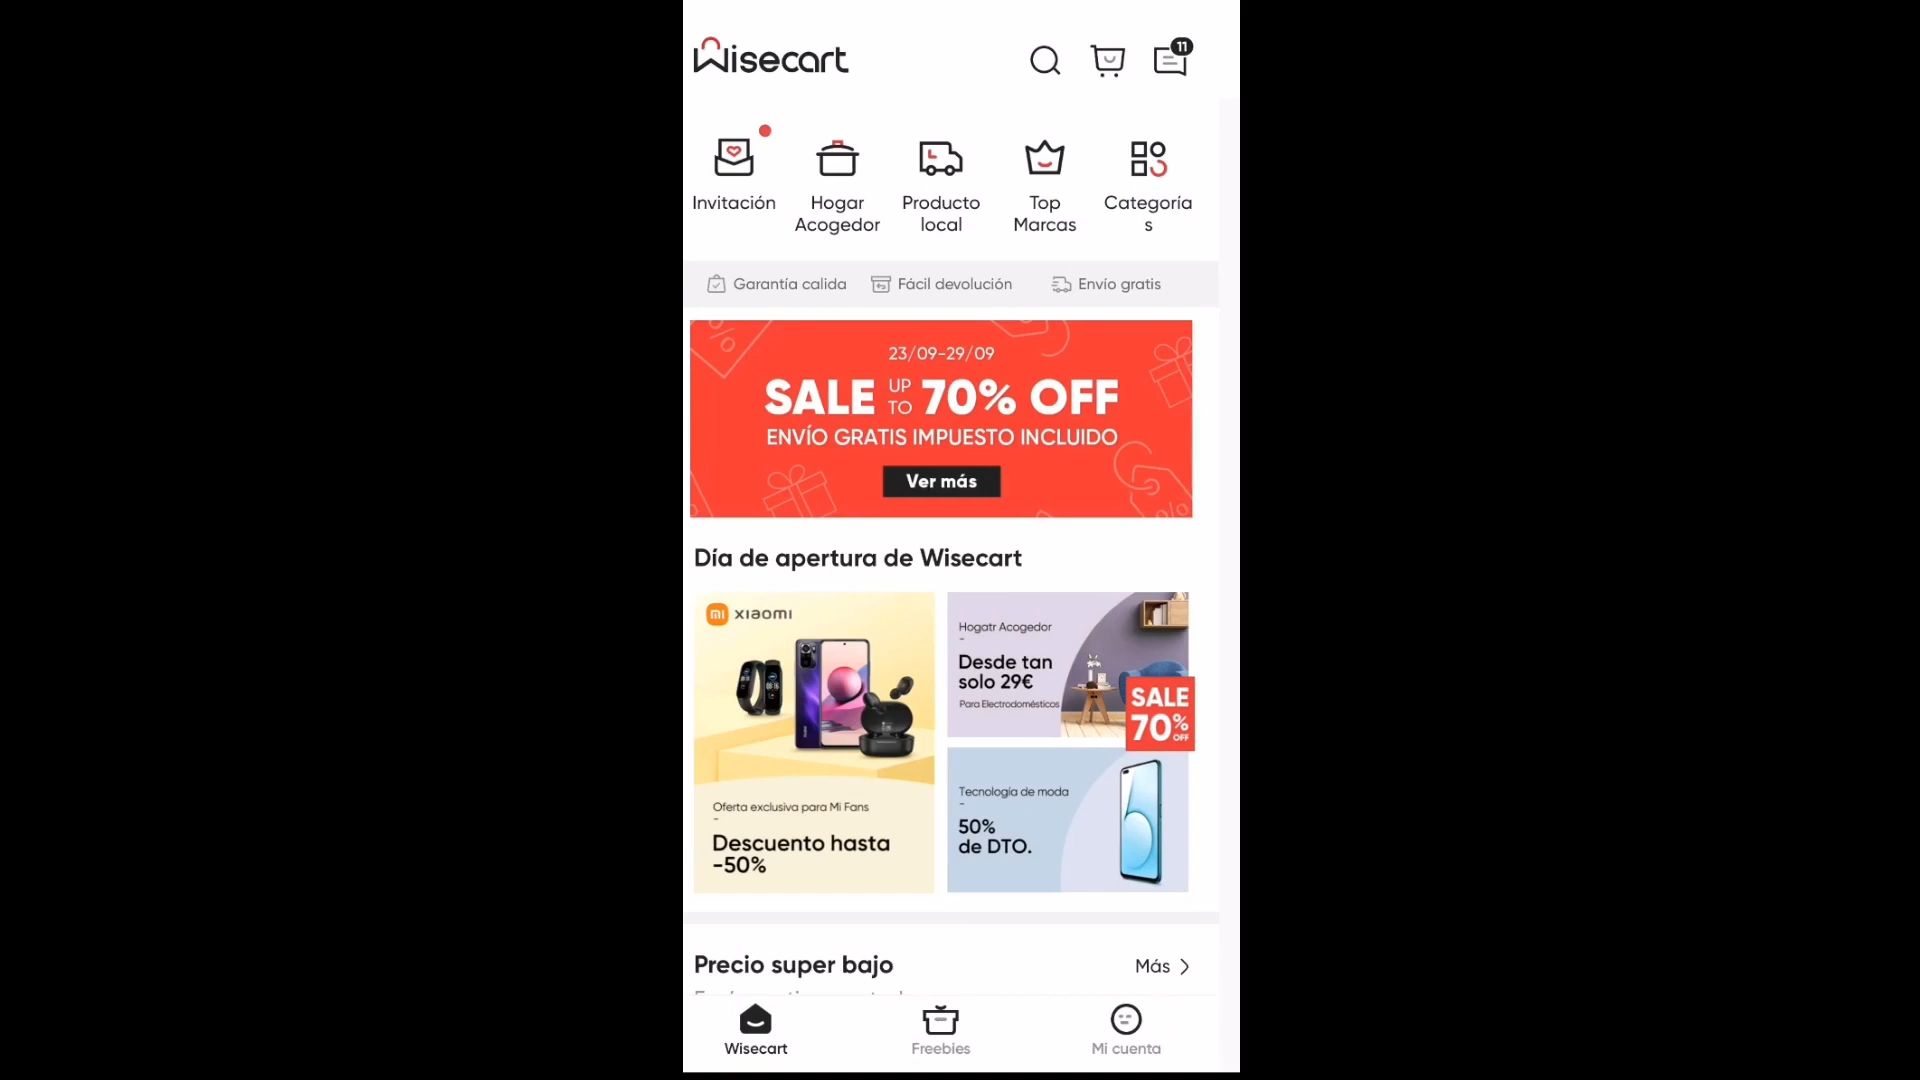 Wisecart
11
Invitación
Hogar
Acogedor
Producto
local
Top
Marcas
Categoría
s
Garantía calida
Fácil devolución
Envío gratis
23/09-29/09
SALE UP TO 70% OFF
ENVÍO GRATIS IMPUESTO INCLUIDO
Ver más
Día de apertura de Wisecart
mi xiaomi
Oferta exclusiva para Mi Fans
Descuento hasta
-50%
Hogatr Acogedor
Desde tan
solo 29€
Para Electrodomésticos
SALE
70% OFF
Tecnología de moda
50%
de DTO.
Precio super bajo
Más
Wisecart
Freebies
Mi cuenta